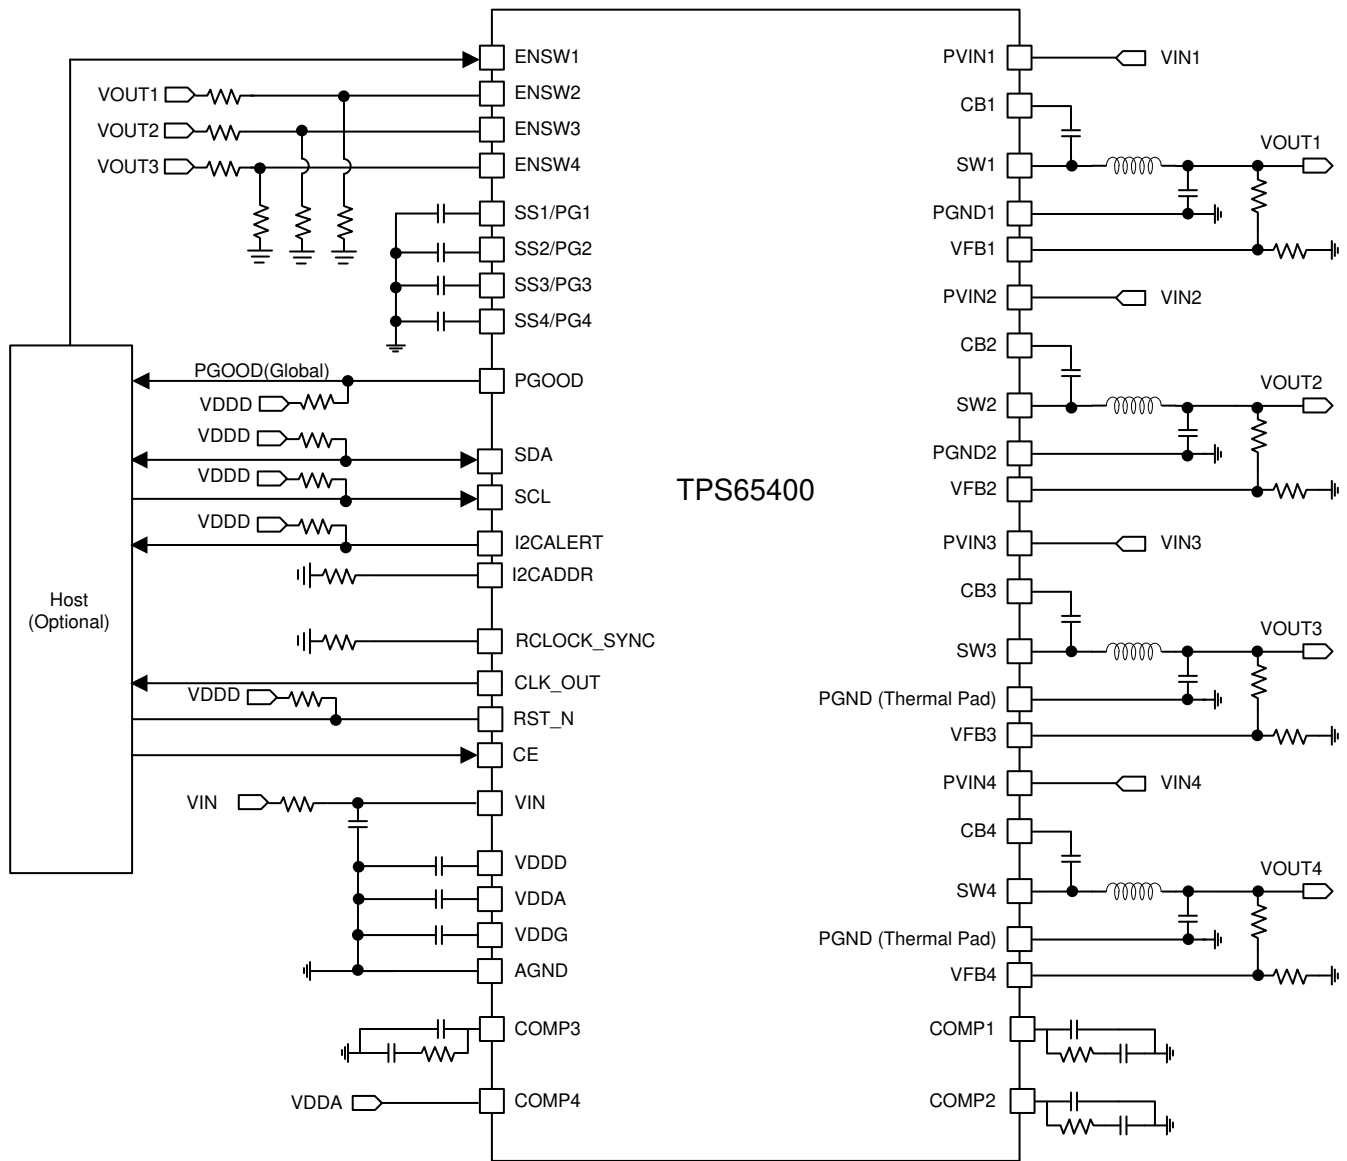 ENSW1
VOUT1
ENSW2
VOUT2
ENSW3
VOUT3
ENSW4
SS1/PG1
SS2/PG2
SS3/PG3
SS4/PG4
PGOOD(Global)
PGOOD
VDDD
VDDD
SDA
VDDD
SCL
VDDD
I2CALERT
I2CADDR
Host
(Optional)
RCLOCK_SYNC
CLK_OUT
VDDD
RST_N
CE
VIN
VIN
VDDD
VDDA
VDDG
AGND
COMP3
VDDA
COMP4
TPS65400
PVIN1
VIN1
CB1
SW1
VOUT1
PGND1
VFB1
PVIN2
VIN2
CB2
SW2
VOUT2
PGND2
VFB2
PVIN3
VIN3
CB3
SW3
VOUT3
PGND (Thermal Pad)
VFB3
PVIN4
VIN4
CB4
SW4
VOUT4
PGND (Thermal Pad)
VFB4
COMP1
COMP2